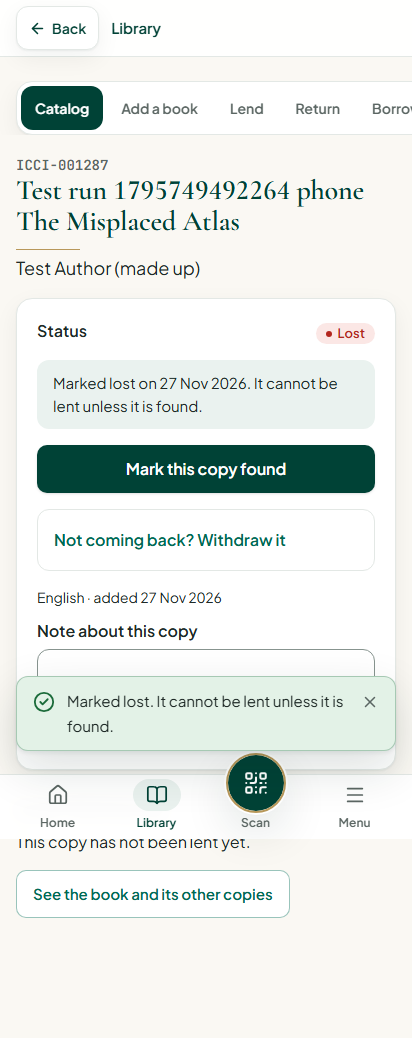 Back
Library
Catalog
Add a book
Lend
Return
ICCI-001287
Test run 1795749492264 phone
The Misplaced Atlas
Test Author (made up)
Status
Lost
Marked lost on 27 Nov 2026. It cannot be
lent unless it is found.
Mark this copy found
Not coming back? Withdraw it
English · added 27 Nov 2026
Note about this copy
Marked lost. It cannot be lent unless it is
found.
Home
Library
Scan
Menu
This copy has not been lent yet.
See the book and its other copies